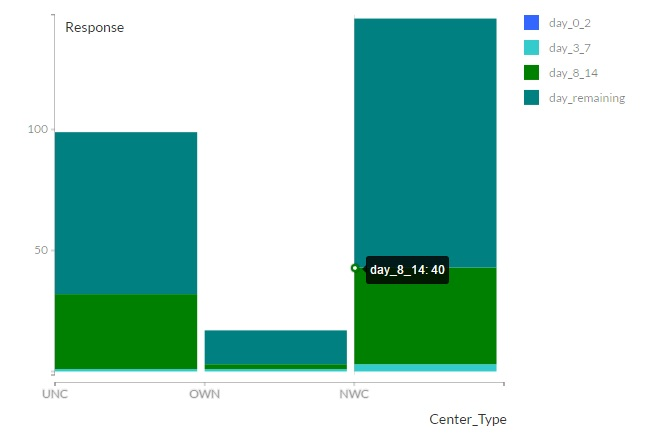 Response
day_0_2
day_3_7
day_8_14
day_remaining
100
50
day_8_14: 40
UNC OWN NWC
Center_Type